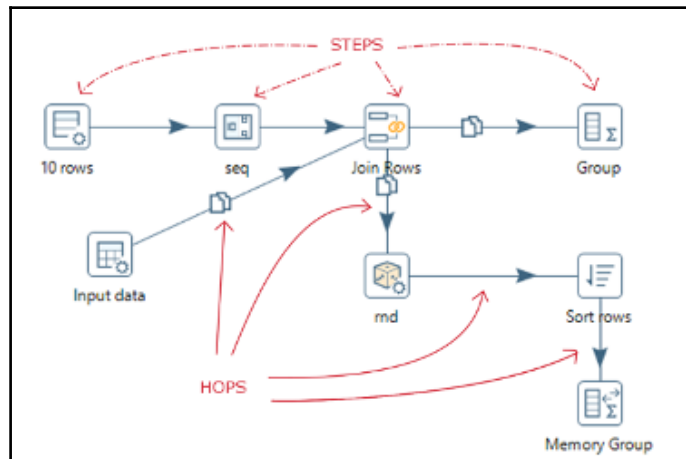 STEPS
10 rows
seq
Join Rows
Group
Input data
rnd
Sort rows
HOPS
Memory Group